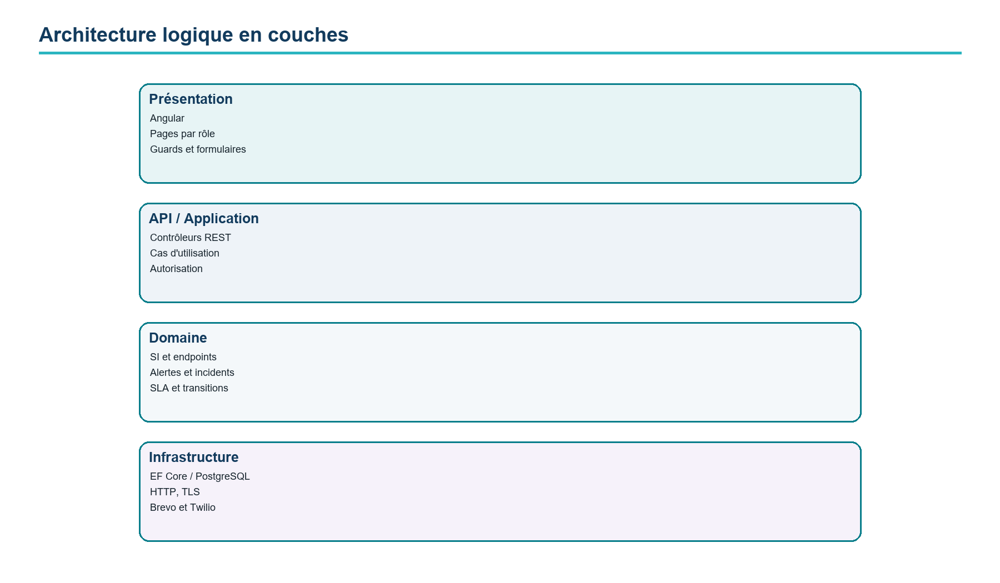 Architecture logique en couches
Présentation
Angular
Pages par rôle
Guards et formulaires
API / Application
Contrôleurs REST
Cas d'utilisation
Autorisation
Domaine
SI et endpoints
Alertes et incidents
SLA et transitions
Infrastructure
EF Core / PostgreSQL
HTTP, TLS
Brevo et Twilio